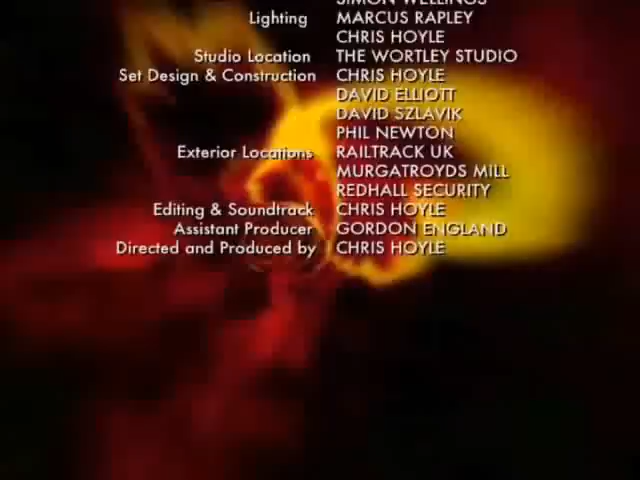 SIMON WELLINGS
Lighting MARCUS RAPLEY
CHRIS HOYLE
Studio Location THE WORTLEY STUDIO
Set Design & Construction CHRIS HOYLE
DAVID ELLIOTT
DAVID SZLAVIK
PHIL NEWTON
Exterior Locations RAILTRACK UK
MURGATROYDS MILL
REDHALL SECURITY
Editing & Soundtrack CHRIS HOYLE
Assistant Producer GORDON ENGLAND
Directed and Produced by CHRIS HOYLE